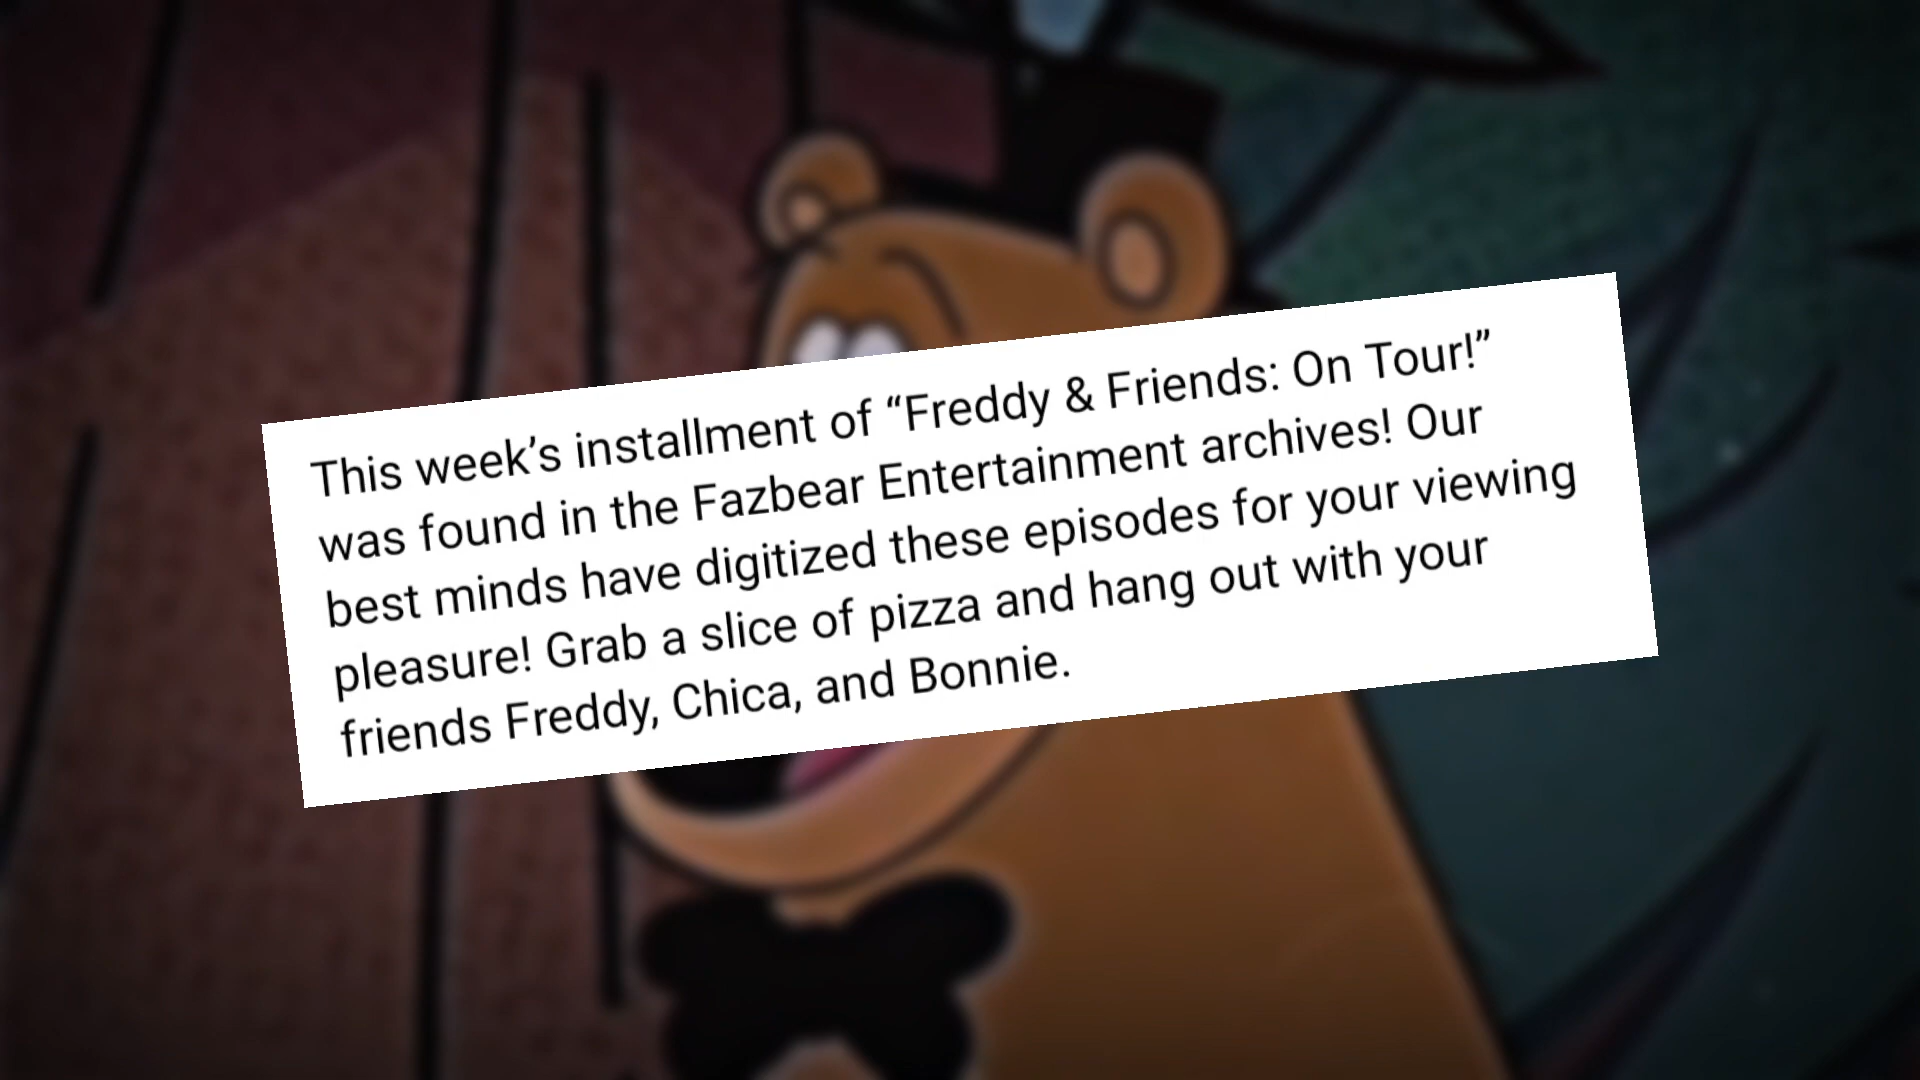 This week’s installment of “Freddy & Friends: On Tour!”
was found in the Fazbear Entertainment archives! Our
best minds have digitized these episodes for your viewing
pleasure! Grab a slice of pizza and hang out with your
friends Freddy, Chica, and Bonnie.